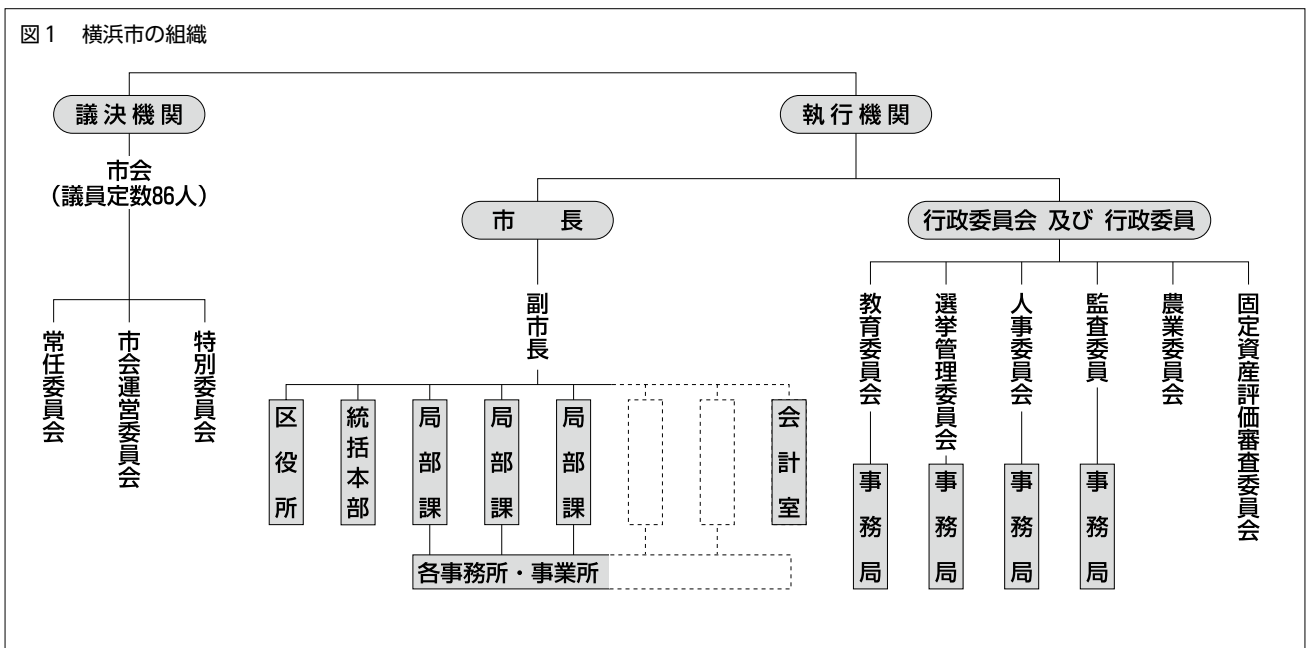 図1 横浜市の組織
議決機関
執行機関
市会
（議員定数86人）
市 長
行政委員会 及び 行政委員
副市長
教育委員会
選挙管理委員会
人事委員会
監査委員
農業委員会
固定資産評価審査委員会
常任委員会
市会運営委員会
特別委員会
区役所
統括本部
局部課
局部課
局部課
会計室
事務局
事務局
事務局
事務局
各事務所・事業所